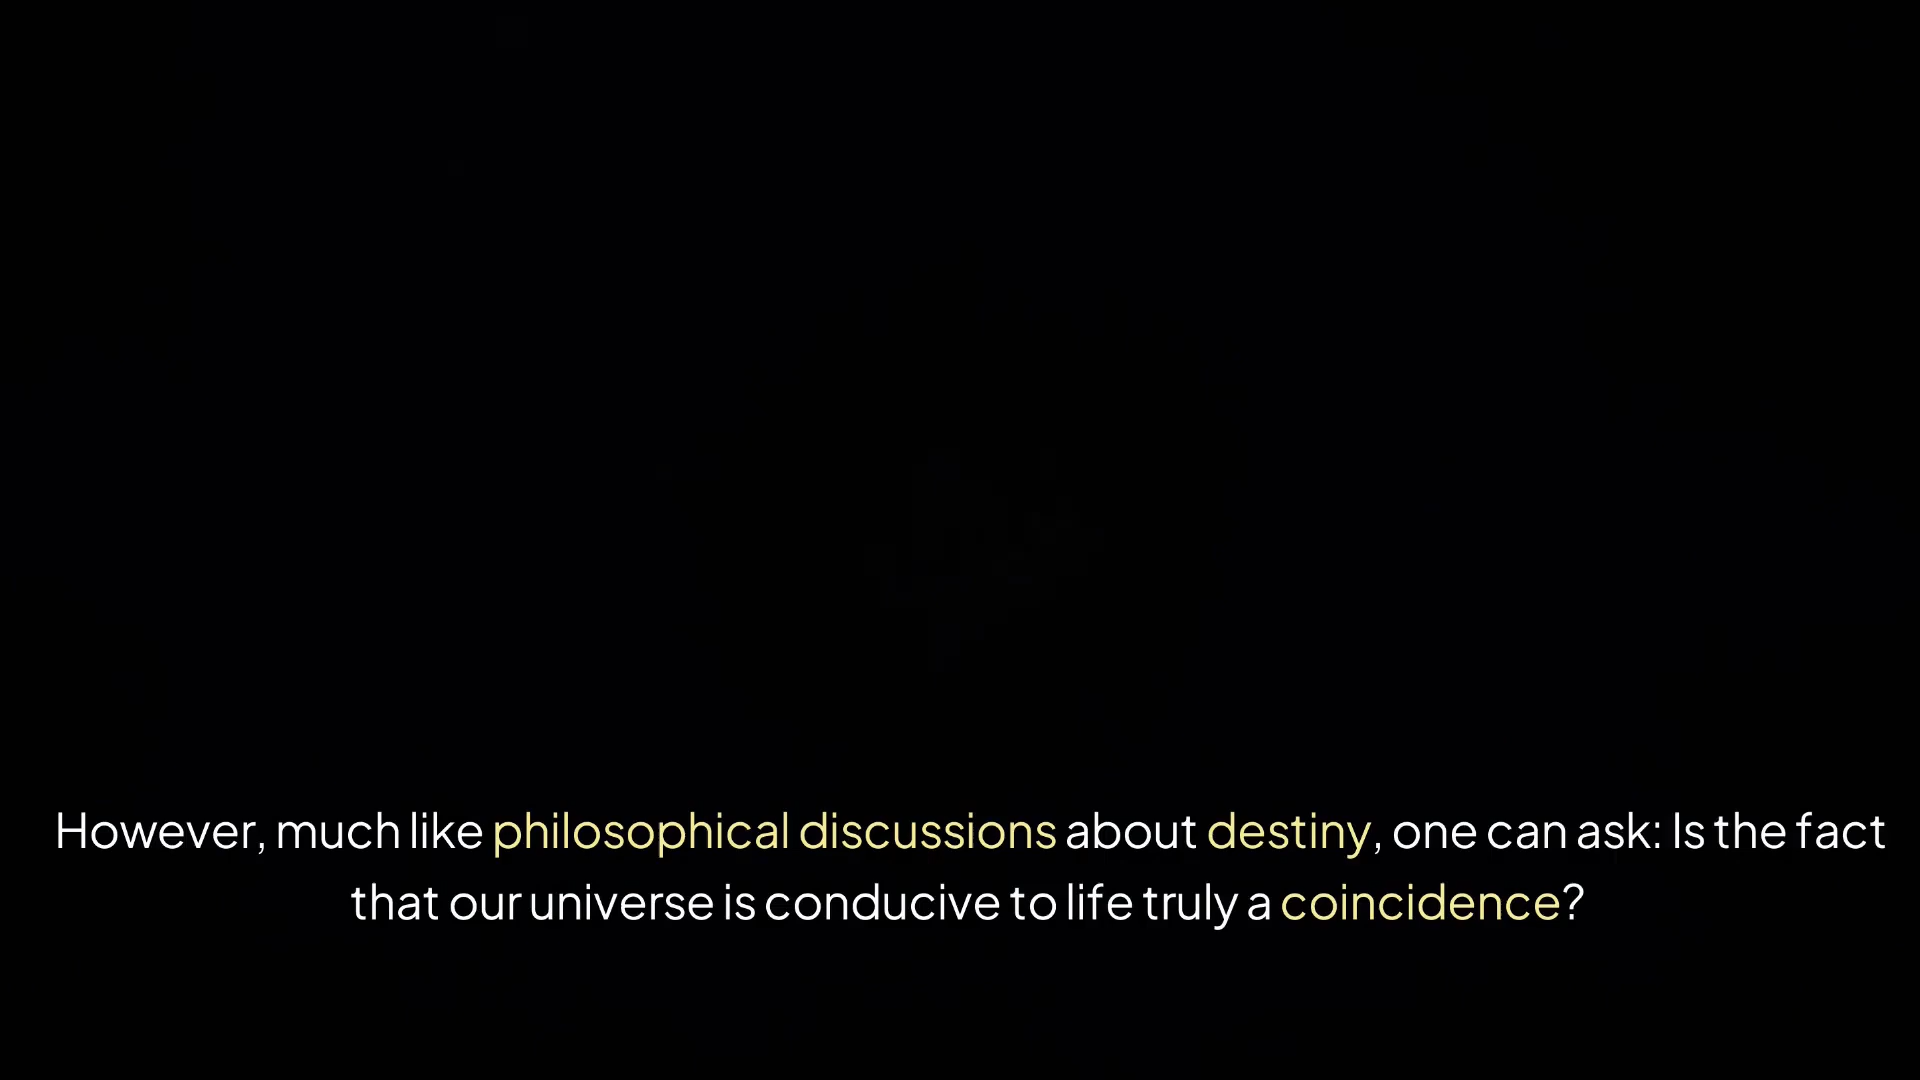 However, much like philosophical discussions about destiny, one can ask: Is the fact
that our universe is conducive to life truly a coincidence?